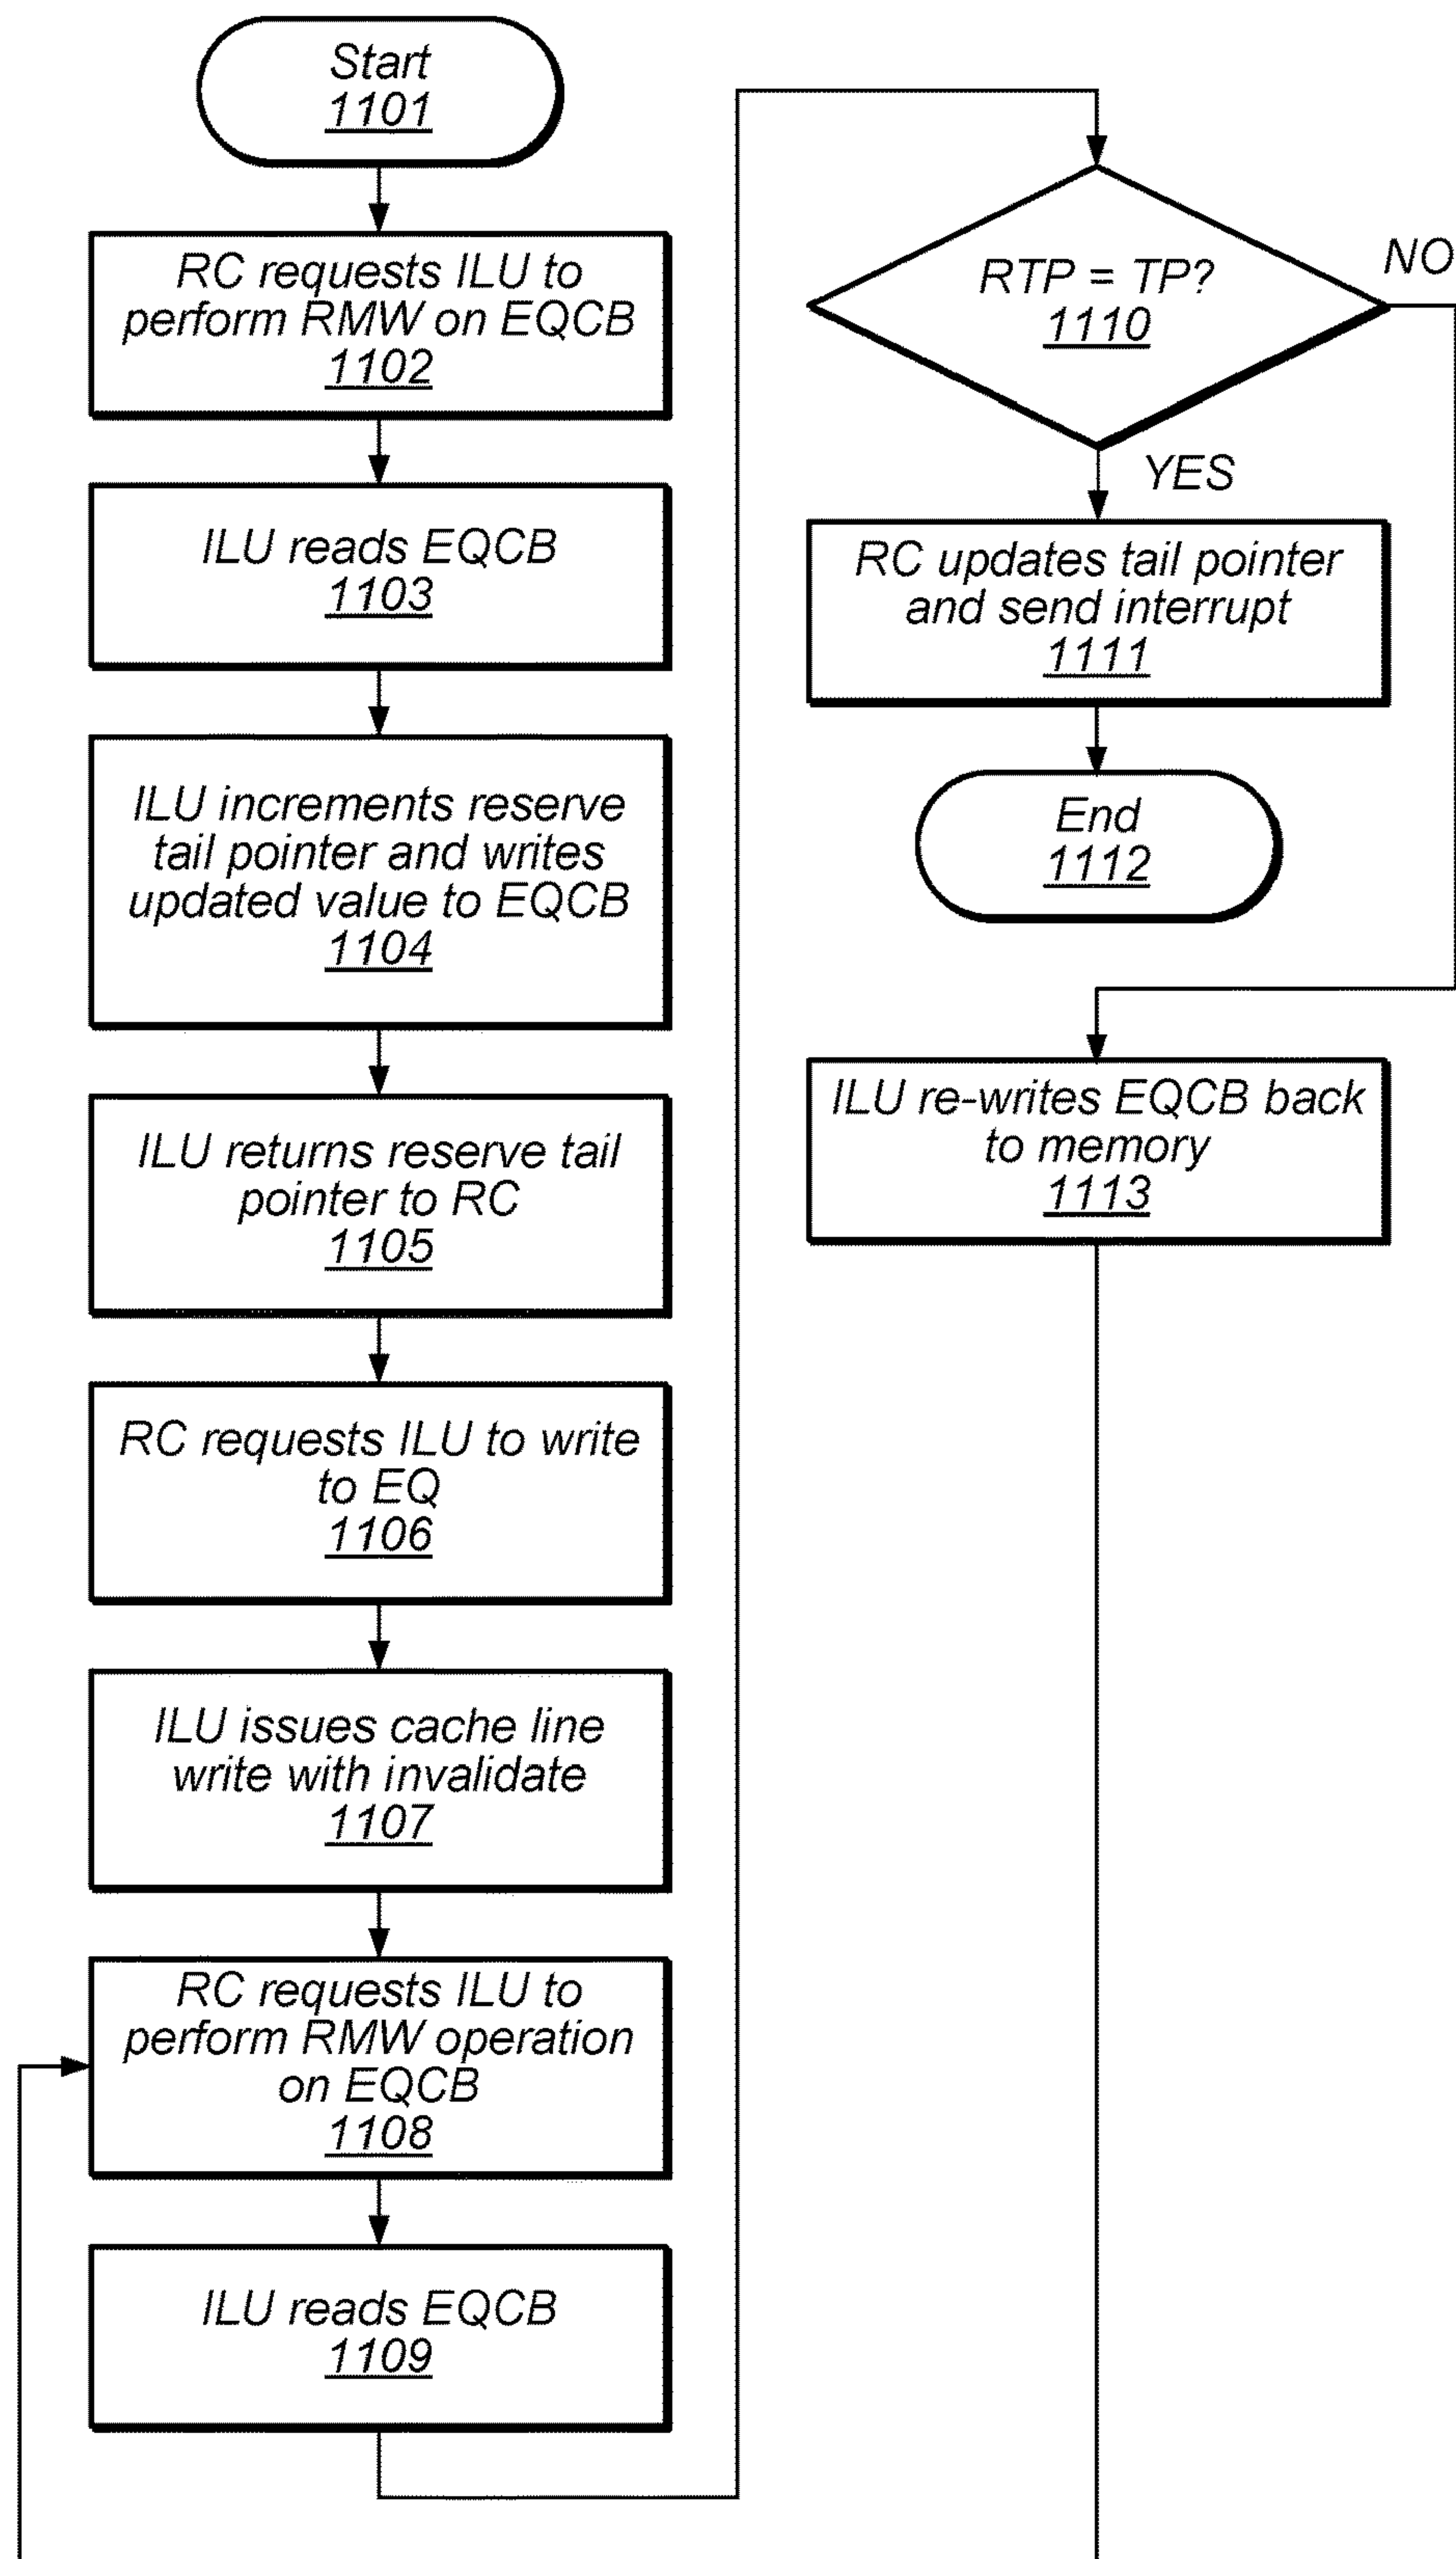 Start
1101
RC requests ILU to
perform RMW on EQCB
1102
ILU reads EQCB
1103
ILU increments reserve
tail pointer and writes
updated value to EQCB
1104
ILU returns reserve tail
pointer to RC
1105
RC requests ILU to write
to EQ
1106
ILU issues cache line
write with invalidate
1107
RC requests ILU to
perform RMW operation
on EQCB
1108
ILU reads EQCB
1109
RTP = TP?
1110
NO
YES
RC updates tail pointer
and send interrupt
1111
End
1112
ILU re-writes EQCB back
to memory
1113